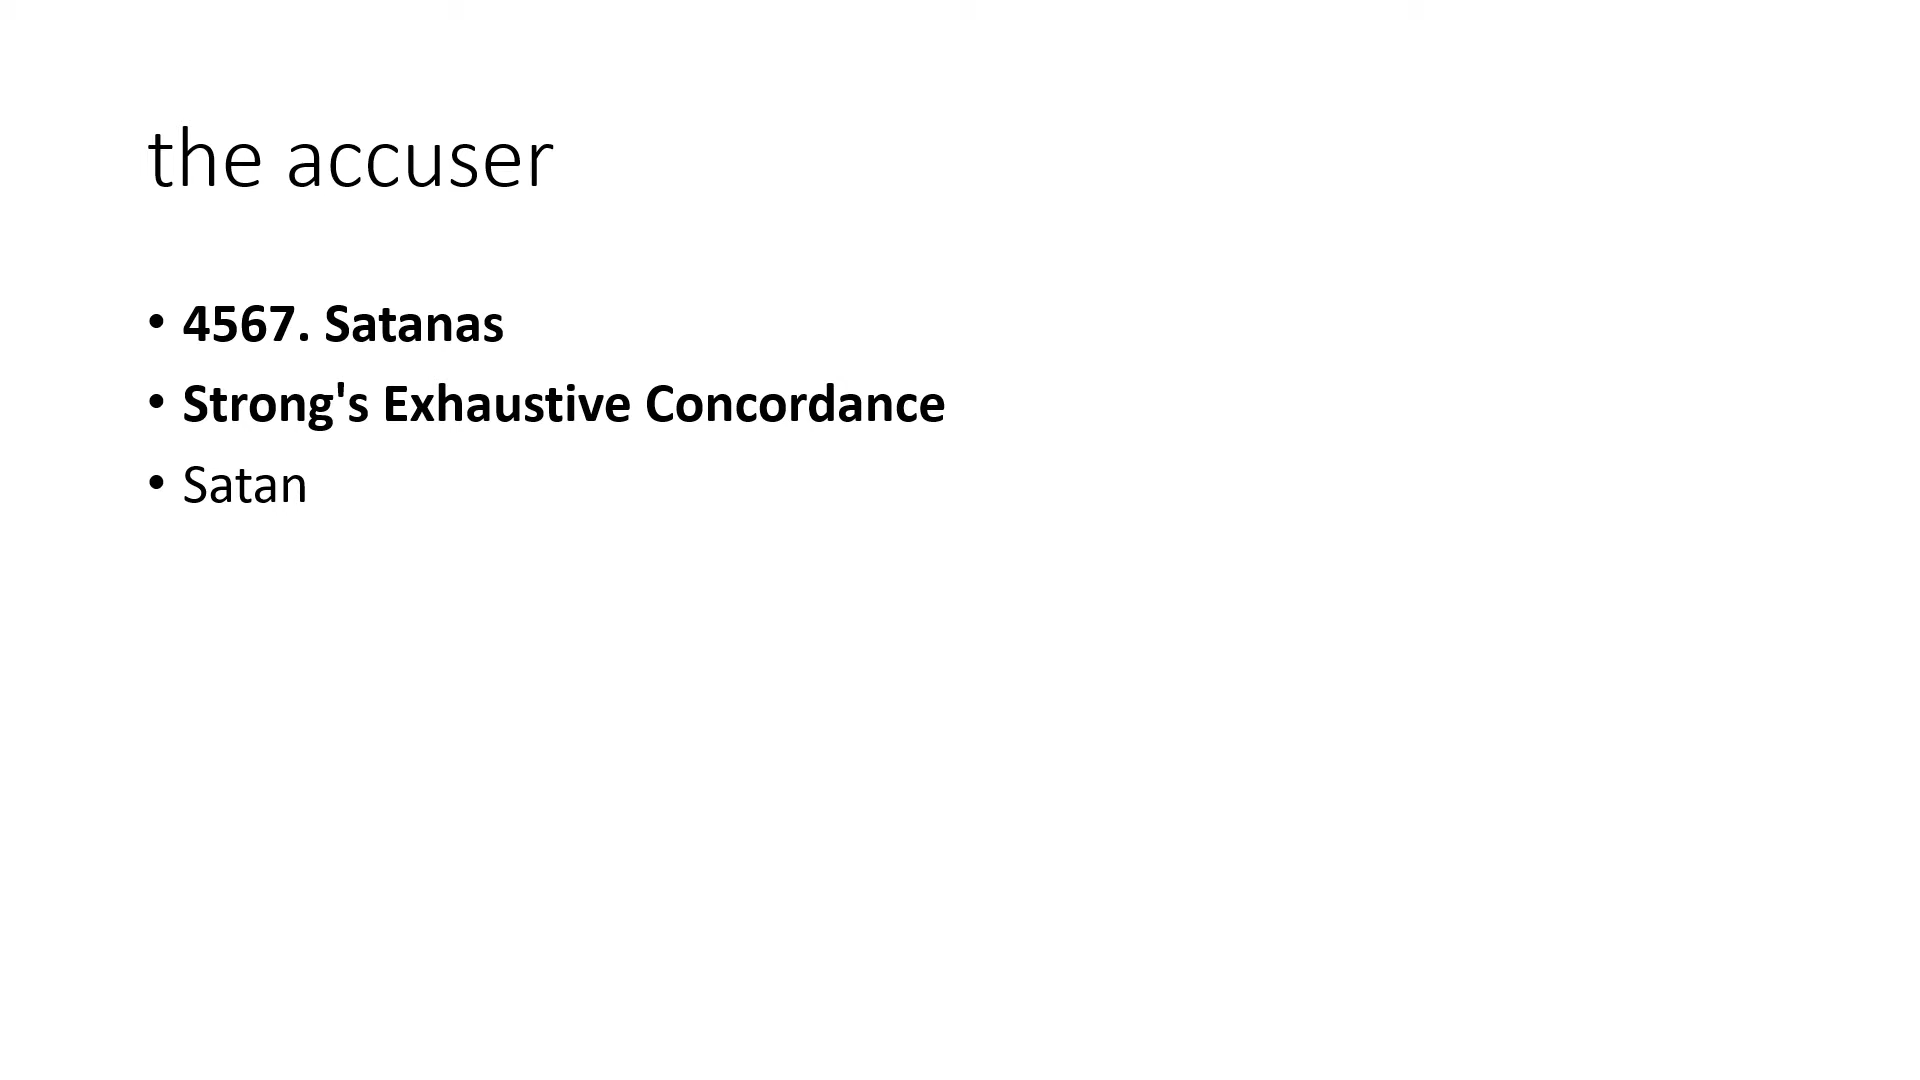 the accuser
• 4567. Satanas
• Strong's Exhaustive Concordance
• Satan